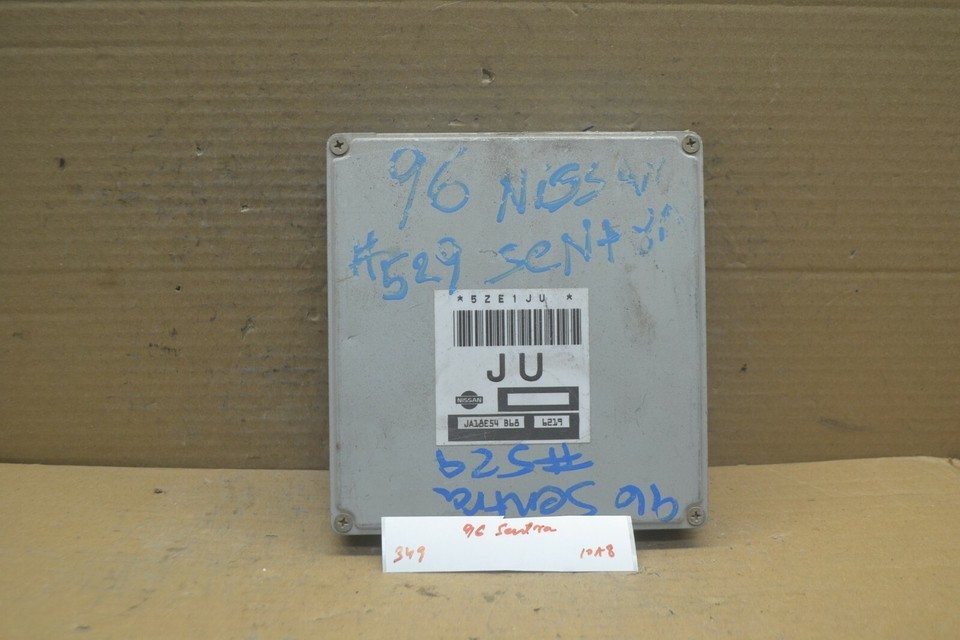 96 NISSAN
#529 SENTRA
*5ZE1JU *
JU
NISSAN
JA18E54 B68 6219
#529
96 Sentra
96 Sentra
349 10A8